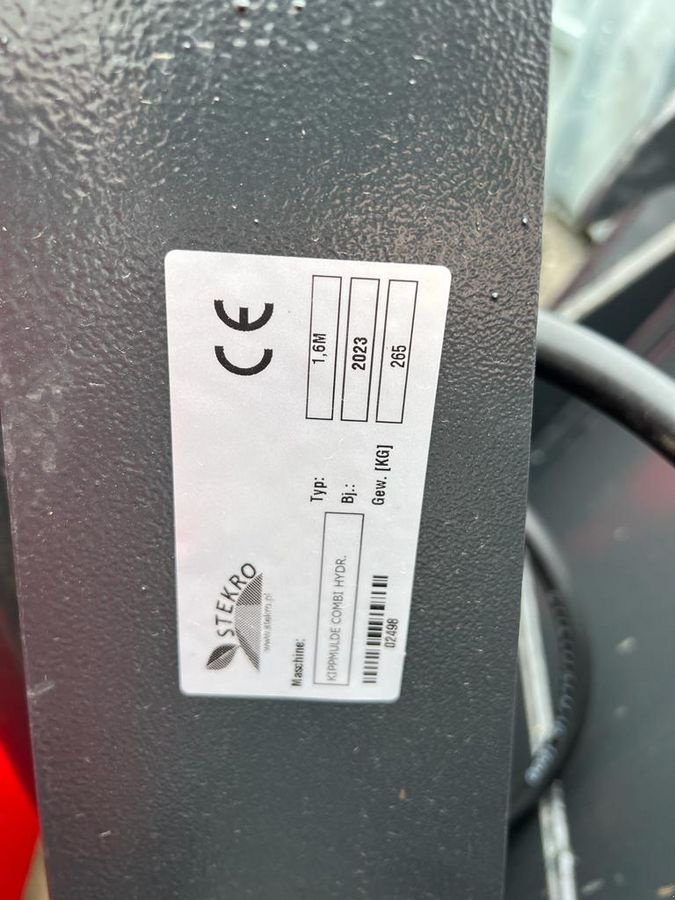 STEKRO
www.stekro.pl
CE
Maschine:
KIPPMULDE COMBI HYDR.
02498
Typ: 1,6M
Bj.: 2023
Gew. [KG] 265